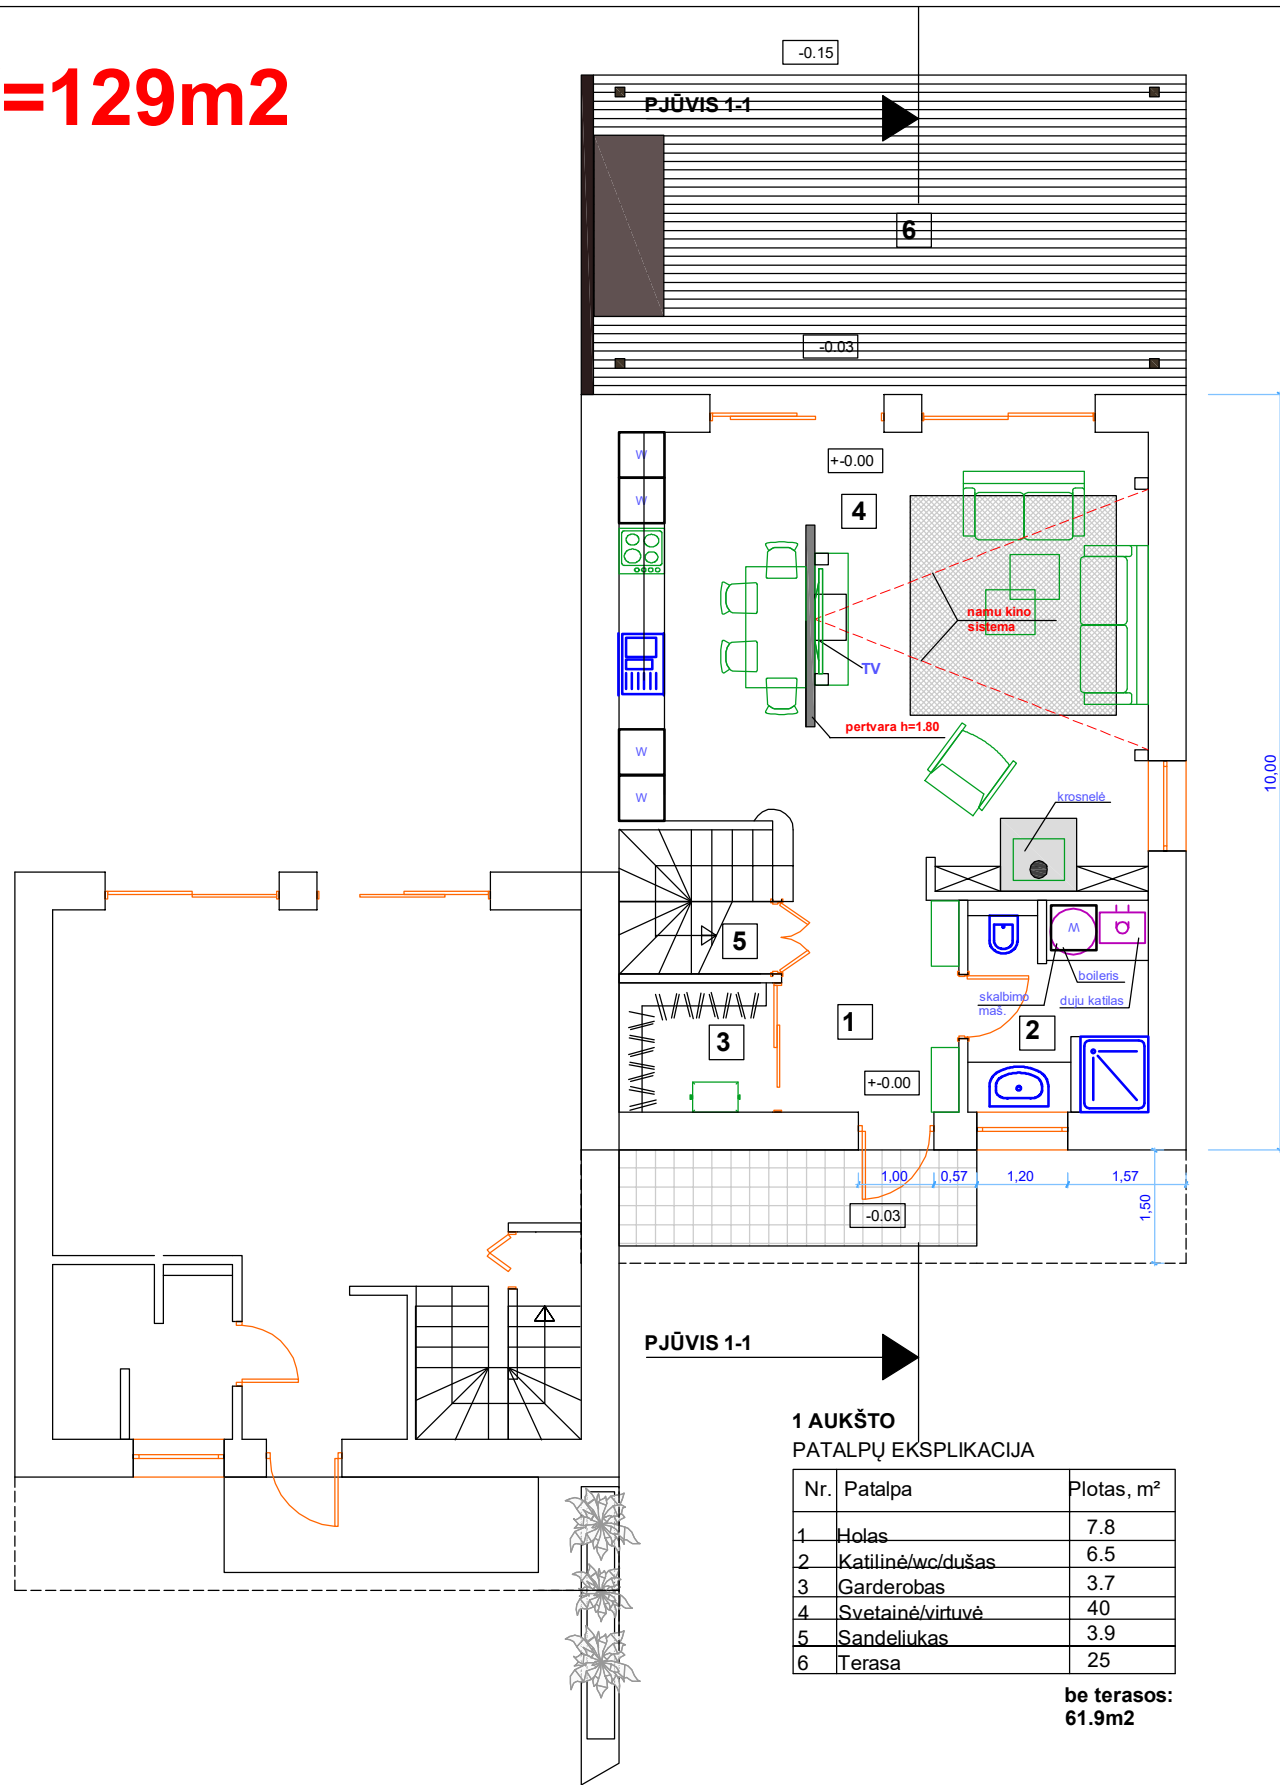 =129m2
-0.15
PJŪVIS 1-1
6
-0.03
+-0.00
4
W
W
namu kino
sistema
TV
pertvara h=1.80
W
W
10,00
krosnelė
5
W
boileris
skalbimo
maš.
duju katilas
1
2
3
+-0.00
1,00
0,57
1,20
1,57
1,50
-0.03
PJŪVIS 1-1
1 AUKŠTO
PATALPŲ EKSPLIKACIJA
Nr. Patalpa Plotas, m²
1 Holas 7.8
2 Katilinė/wc/dušas 6.5
3 Garderobas 3.7
4 Svetainė/virtuvė 40
5 Sandeliukas 3.9
6 Terasa 25
be terasos:
61.9m2